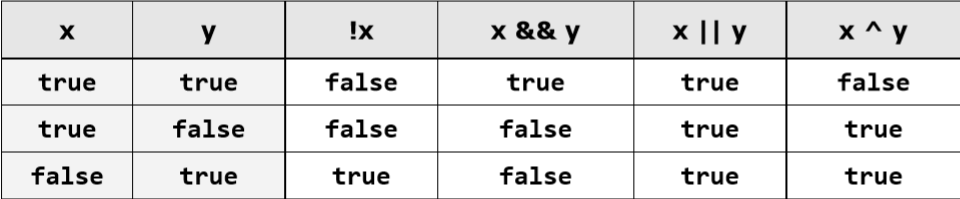 x y !x x && y x || y x ^ y
true true false true true false
true false false false true true
false true true false true true